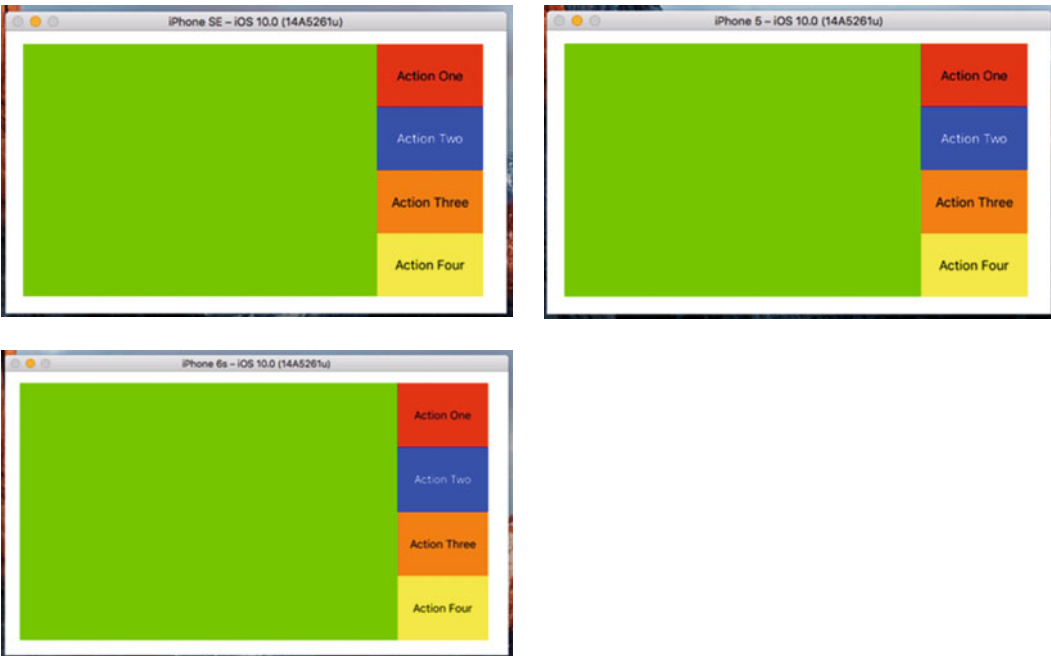 iPhone SE – iOS 10.0 (14A5261u)
Action One
Action Two
Action Three
Action Four
iPhone 5 – iOS 10.0 (14A5261u)
Action One
Action Two
Action Three
Action Four
iPhone 6s – iOS 10.0 (14A5261u)
Action One
Action Two
Action Three
Action Four